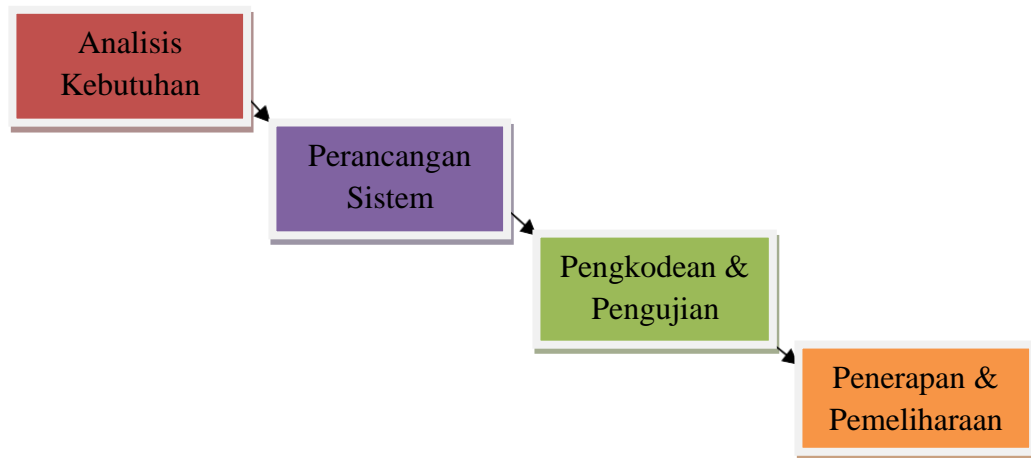 Analisis
Kebutuhan
Perancangan
Sistem
Pengkodean &
Pengujian
Penerapan &
Pemeliharaan